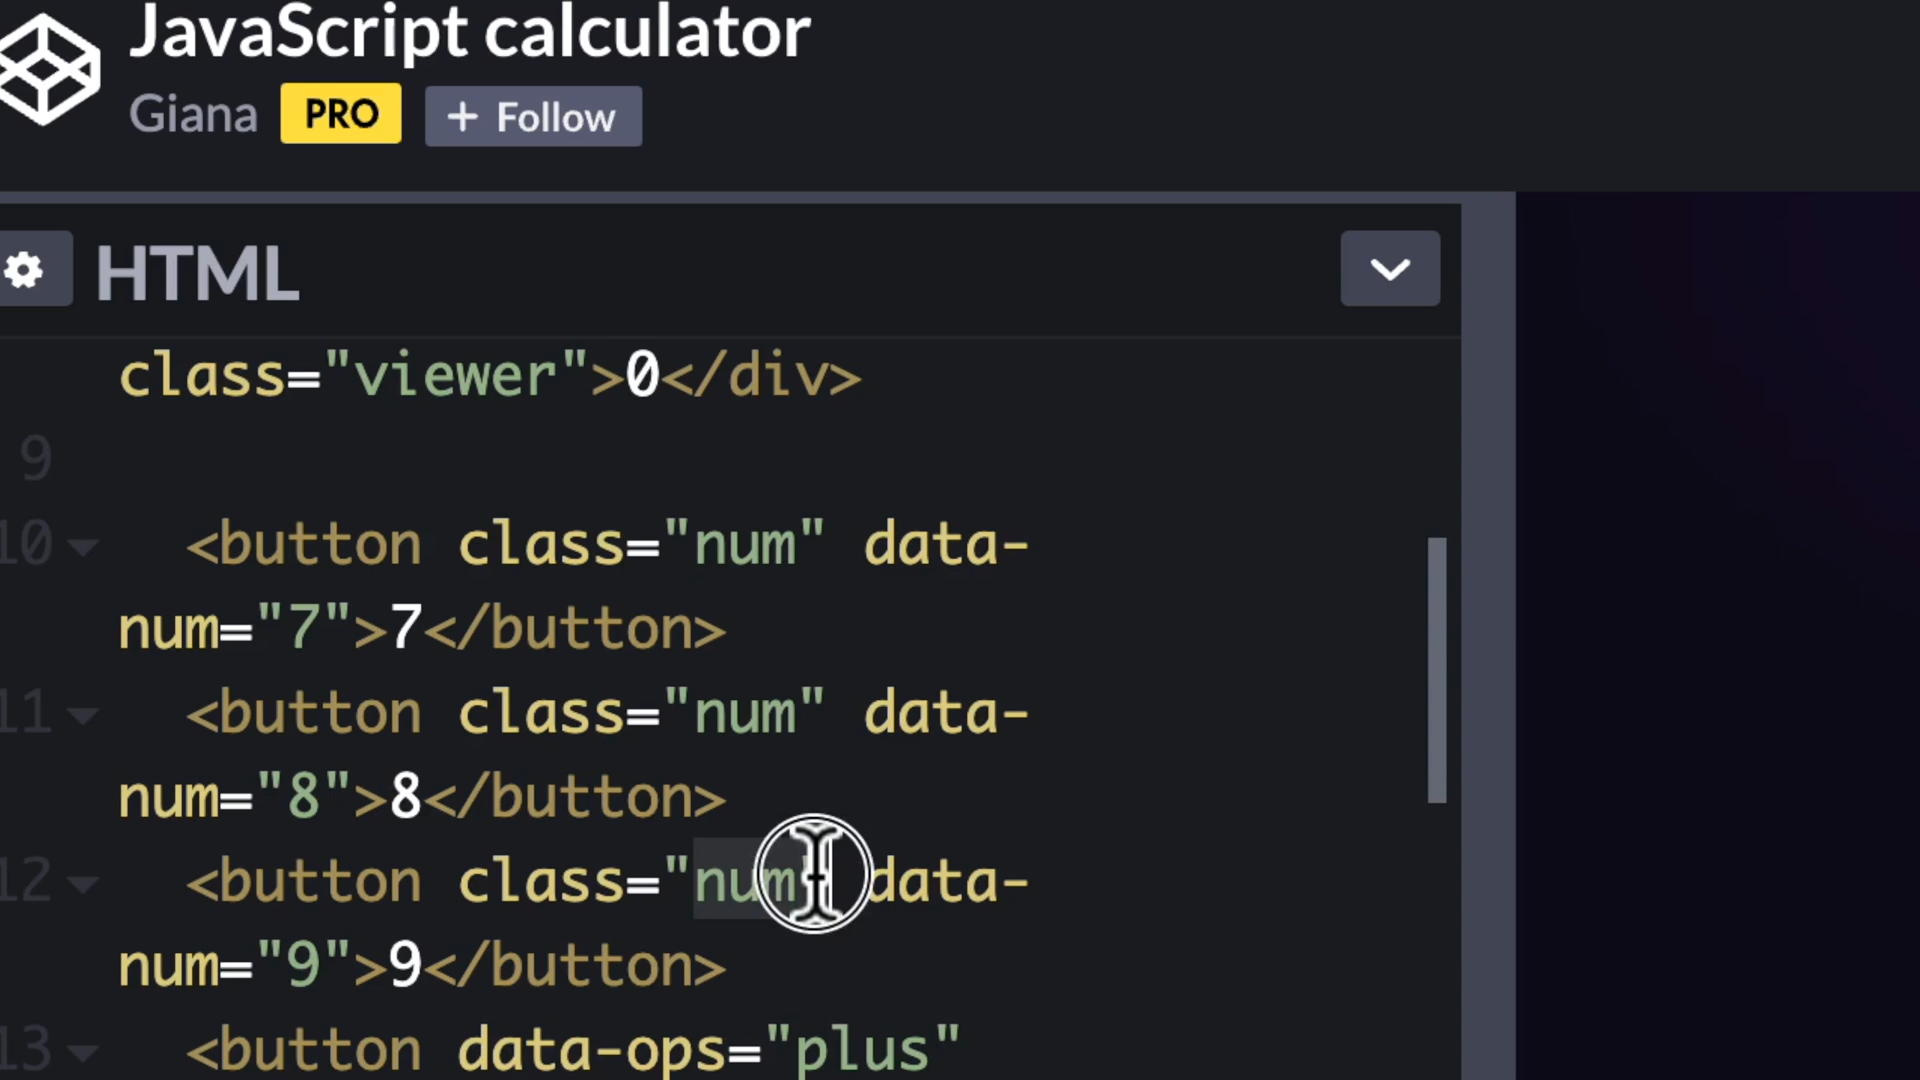 JavaScript calculator
Giana PRO + Follow
HTML
class="viewer">0</div>
9
10 <button class="num" data-
num="7">7</button>
11 <button class="num" data-
num="8">8</button>
12 <button class="num" data-
num="9">9</button>
13 <button data-ops="plus"